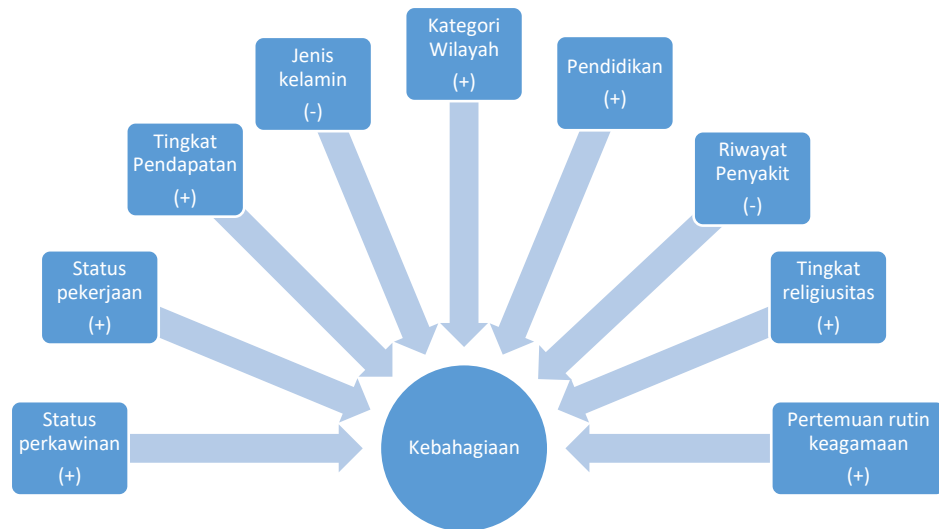 Kategori
Wilayah
(+)
Jenis
kelamin
(-)
Pendidikan
(+)
Tingkat
Pendapatan
(+)
Riwayat
Penyakit
(-)
Status
pekerjaan
(+)
Tingkat
religiusitas
(+)
Status
perkawinan
(+)
Kebahagiaan
Pertemuan rutin
keagamaan
(+)